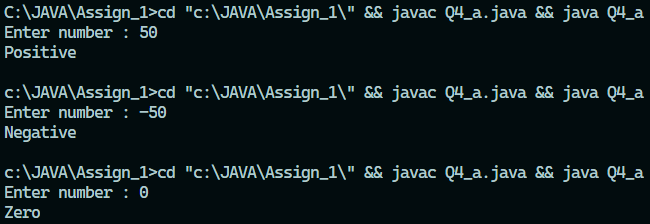 C:\JAVA\Assign_1>cd "c:\JAVA\Assign_1\" && javac Q4_a.java && java Q4_a
Enter number : 50
Positive
c:\JAVA\Assign_1>cd "c:\JAVA\Assign_1\" && javac Q4_a.java && java Q4_a
Enter number : -50
Negative
c:\JAVA\Assign_1>cd "c:\JAVA\Assign_1\" && javac Q4_a.java && java Q4_a
Enter number : 0
Zero